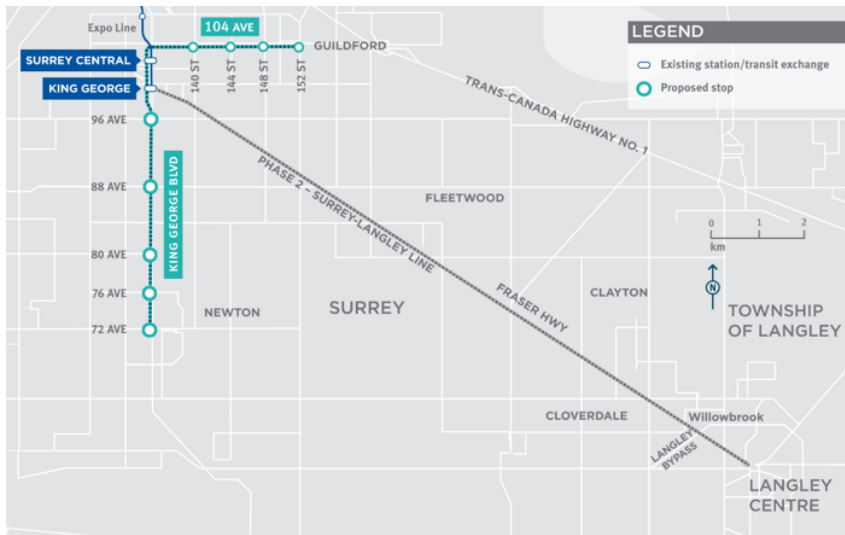 Expo Line
104 AVE
GUILDFORD
SURREY CENTRAL
KING GEORGE
140 ST
144 ST
148 ST
152 ST
LEGEND
Existing station/transit exchange
Proposed stop
TRANS-CANADA HIGHWAY NO. 1
96 AVE
88 AVE
80 AVE
76 AVE
72 AVE
KING GEORGE BLVD
PHASE 2 – SURREY-LANGLEY LINE
FLEETWOOD
0 1 2
km
N
NEWTON
SURREY
FRASER HWY
CLAYTON
TOWNSHIP
OF LANGLEY
CLOVERDALE
Willowbrook
LANGLEY
BYPASS
LANGLEY
CENTRE